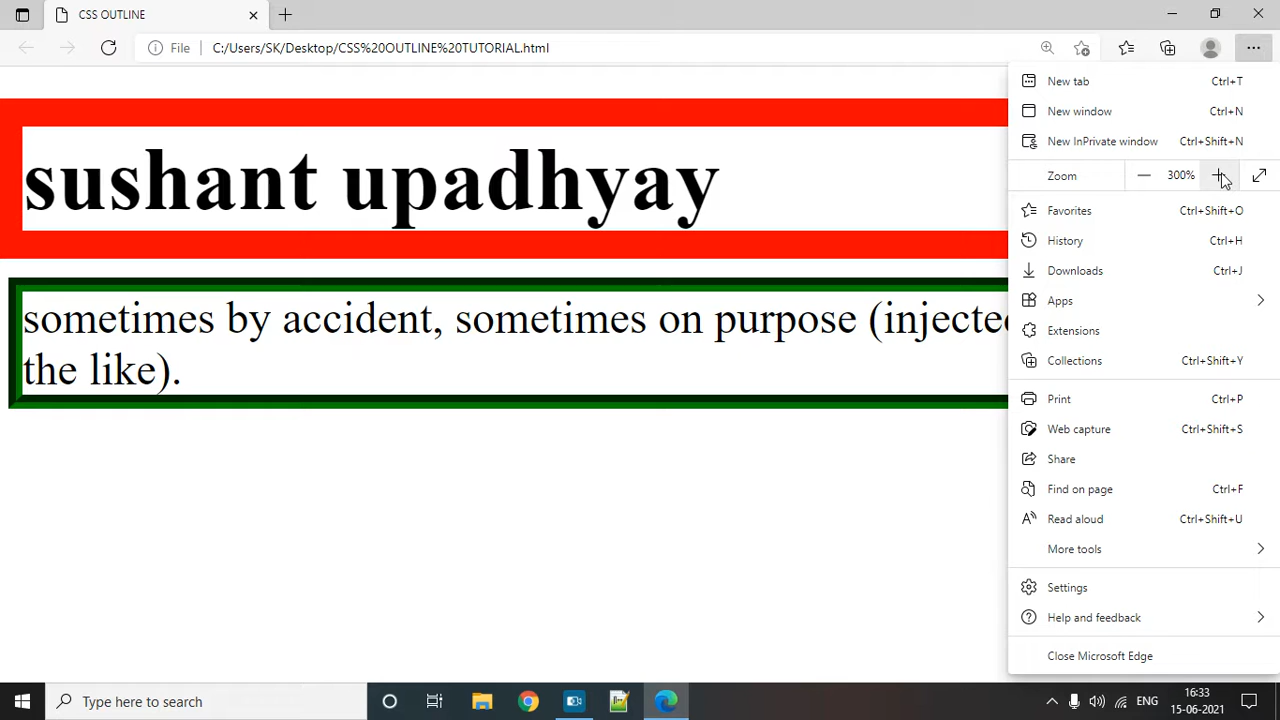 CSS OUTLINE
File
C:/Users/SK/Desktop/CSS%20OUTLINE%20TUTORIAL.html
sushant upadhyay
sometimes by accident, sometimes on purpose (injected
the like).
New tab Ctrl+T
New window Ctrl+N
New InPrivate window Ctrl+Shift+N
Zoom 300%
Favorites Ctrl+Shift+O
History Ctrl+H
Downloads Ctrl+J
Apps
Extensions
Collections Ctrl+Shift+Y
Print Ctrl+P
Web capture Ctrl+Shift+S
Share
Find on page Ctrl+F
Read aloud Ctrl+Shift+U
More tools
Settings
Help and feedback
Close Microsoft Edge
Type here to search
ENG
16:33
15-06-2021